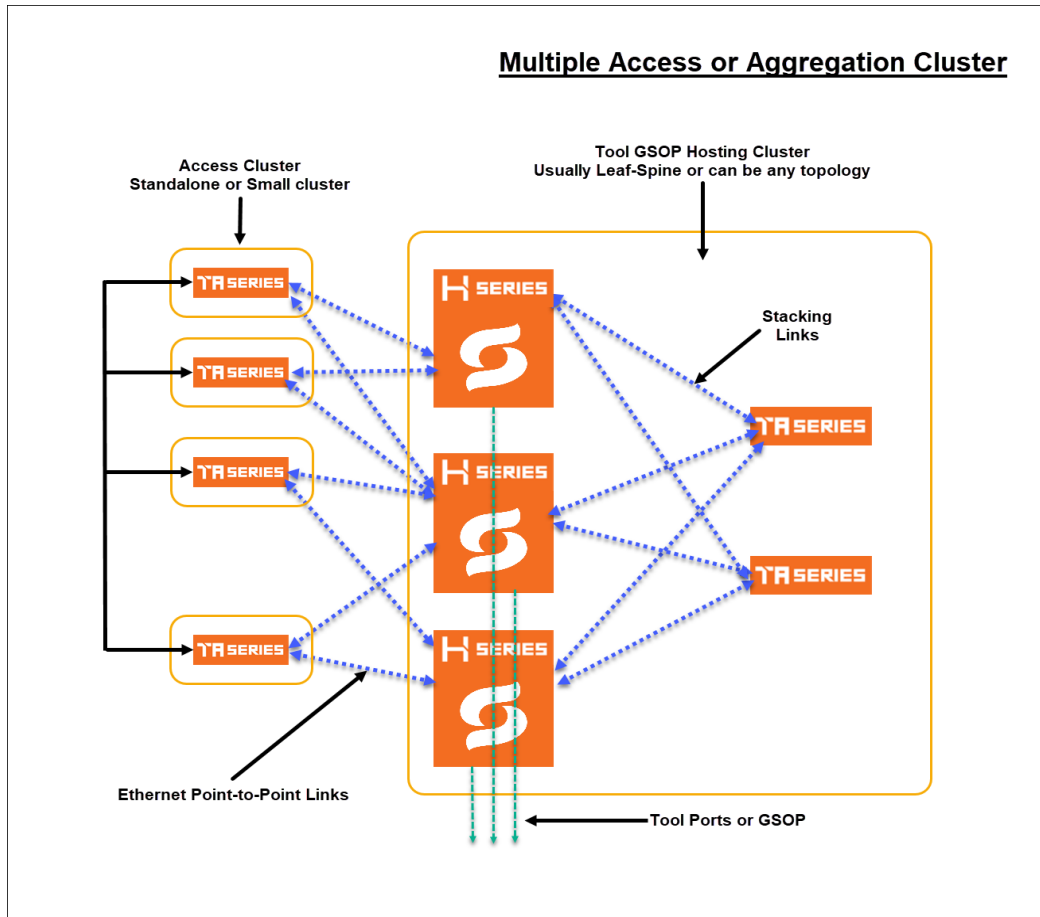 Multiple Access or Aggregation Cluster
Access Cluster
Standalone or Small cluster
Tool GSOP Hosting Cluster
Usually Leaf-Spine or can be any topology
TA SERIES
H SERIES
Stacking
Links
TA SERIES
TA SERIES
TA SERIES
H SERIES
TA SERIES
TA SERIES
H SERIES
Ethernet Point-to-Point Links
Tool Ports or GSOP